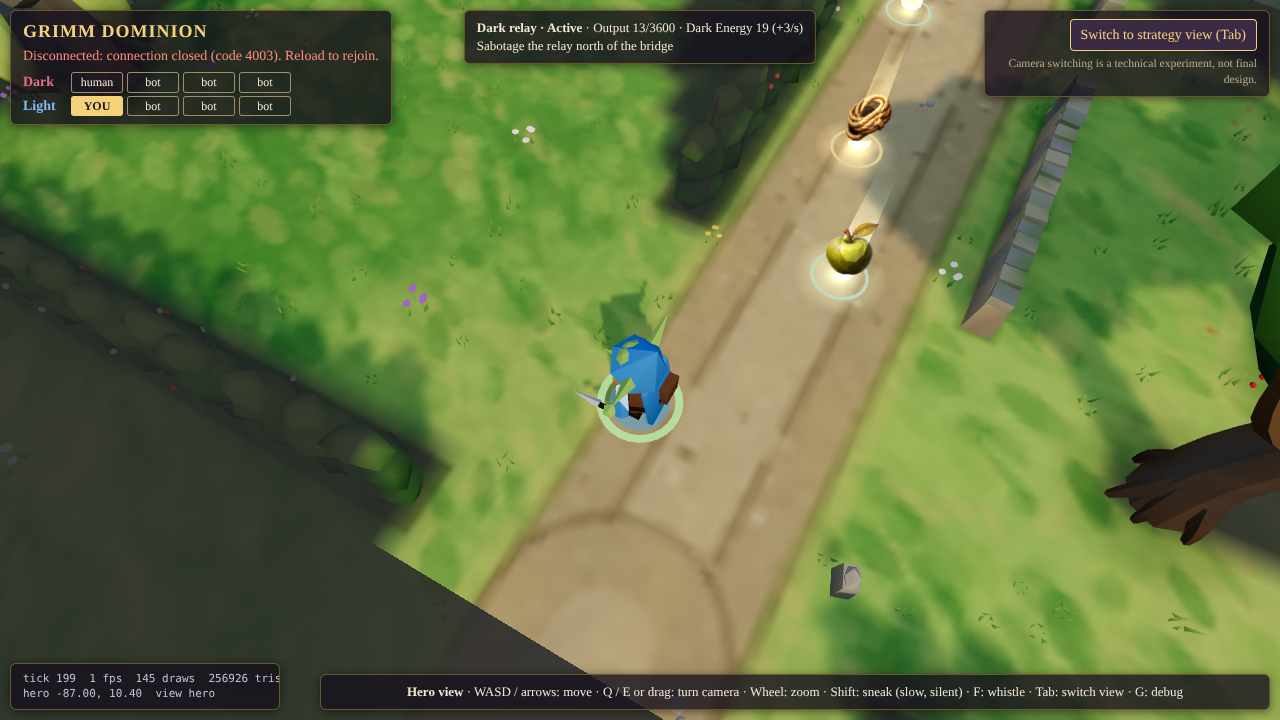 GRIMM DOMINION
Disconnected: connection closed (code 4003). Reload to rejoin.
Dark human bot bot bot
Light YOU bot bot bot
Dark relay · Active · Output 13/3600 · Dark Energy 19 (+3/s)
Sabotage the relay north of the bridge
Switch to strategy view (Tab)
Camera switching is a technical experiment, not final
design.
tick 199 1 fps 145 draws 256926 tris
hero -87.00, 10.40 view hero
Hero view · WASD / arrows: move · Q / E or drag: turn camera · Wheel: zoom · Shift: sneak (slow, silent) · F: whistle · Tab: switch view · G: debug